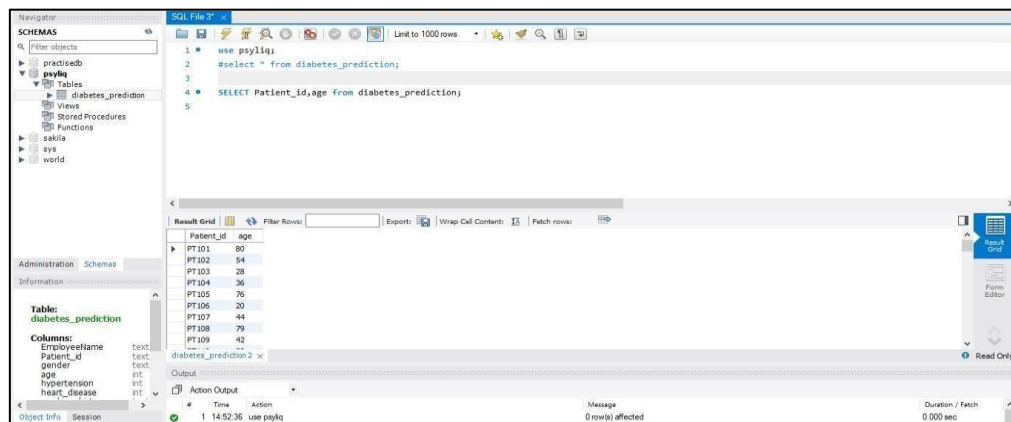 Navigator
SCHEMAS
Filter objects
practisedb
psyliq
Tables
diabetes_prediction
Views
Stored Procedures
Functions
sakila
sys
world
Administration Schemas
Information
Table:
diabetes_prediction
Columns:
EmployeeName text
Patient_id text
gender text
age int
hypertension int
heart_disease int
Object Info Session
SQL File 3*
Limit to 1000 rows
1 use psyliq;
2 #select * from diabetes_prediction;
3
4 SELECT Patient_id,age from diabetes_prediction;
5
Result Grid Filter Rows: Export: Wrap Cell Content: Fetch rows:
Patient_id age
PT101 80
PT102 54
PT103 28
PT104 36
PT105 76
PT106 20
PT107 44
PT108 79
PT109 42
Result Grid
Form Editor
diabetes_prediction 2
Read Only
Output
Action Output
# Time Action Message Duration / Fetch
1 14:52:36 use psyliq 0 row(s) affected 0.000 sec